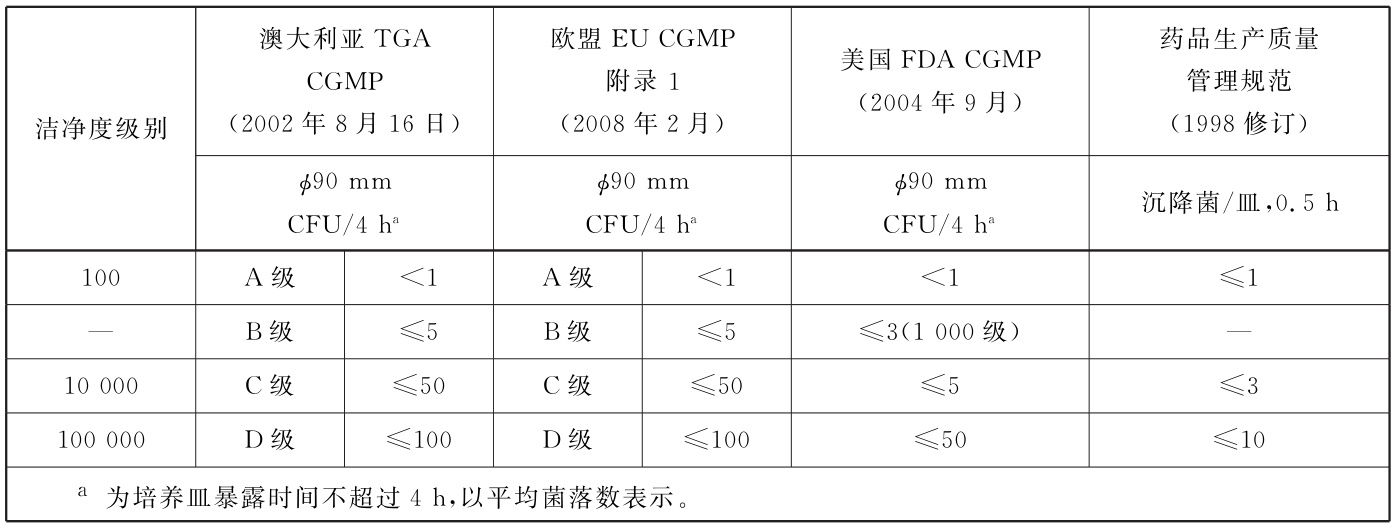 洁净度级别
澳大利亚 TGA
CGMP
(2002 年 8 月 16 日)
欧盟 EU CGMP
附录 1
(2008 年 2 月)
美国 FDA CGMP
(2004 年 9 月)
药品生产质量
管理规范
(1998 修订)
ϕ90 mm
CFU/4 hᵃ
ϕ90 mm
CFU/4 hᵃ
ϕ90 mm
CFU/4 hᵃ
沉降菌/皿,0.5 h
100 A 级 <1 A 级 <1 <1 ≤1
— B 级 ≤5 B 级 ≤5 ≤3(1 000 级) —
10 000 C 级 ≤50 C 级 ≤50 ≤5 ≤3
100 000 D 级 ≤100 D 级 ≤100 ≤50 ≤10
ᵃ 为培养皿暴露时间不超过 4 h,以平均菌落数表示。